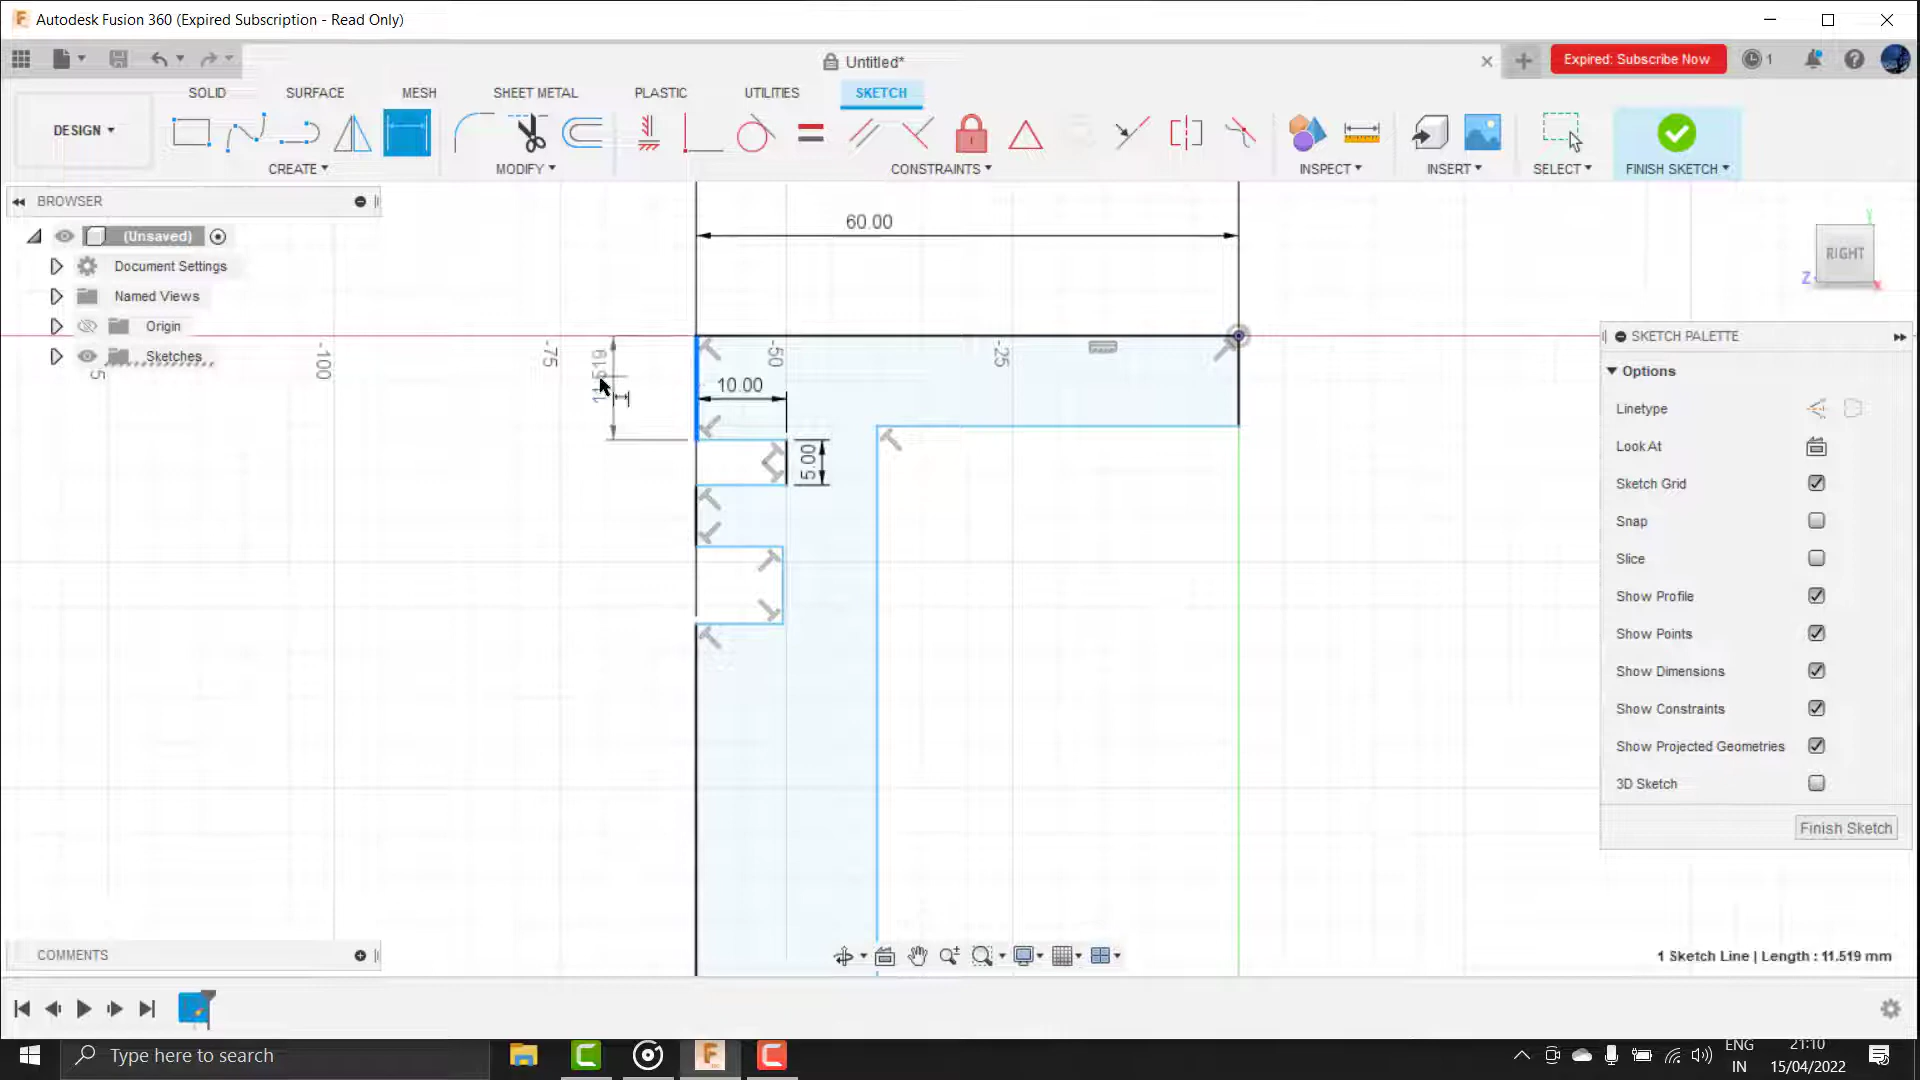 Autodesk Fusion 360 (Expired Subscription - Read Only)
Untitled*
Expired: Subscribe Now
1
SOLID
SURFACE
MESH
SHEET METAL
PLASTIC
UTILITIES
SKETCH
DESIGN
CREATE
MODIFY
CONSTRAINTS
INSPECT
INSERT
SELECT
FINISH SKETCH
BROWSER
(Unsaved)
Document Settings
Named Views
Origin
Sketches
60.00
-100
-75
-50
-25
5
10.00
5.00
Y
RIGHT
Z
X
SKETCH PALETTE
Options
Linetype
Look At
Sketch Grid
Snap
Slice
Show Profile
Show Points
Show Dimensions
Show Constraints
Show Projected Geometries
3D Sketch
Finish Sketch
COMMENTS
1 Sketch Line | Length : 11.519 mm
Type here to search
F
C
C
ENG
IN
21:10
15/04/2022